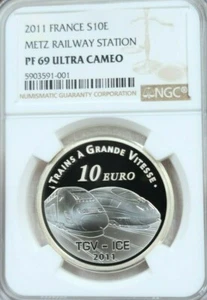 2011 FRANCE S10E
METZ RAILWAY STATION
PF 69 ULTRA CAMEO
5903591-001
NGC
NUMISMATIC GUARANTY CORPORATION
TRAINS À GRANDE VITESSE
10 EURO
TGV - ICE
2011